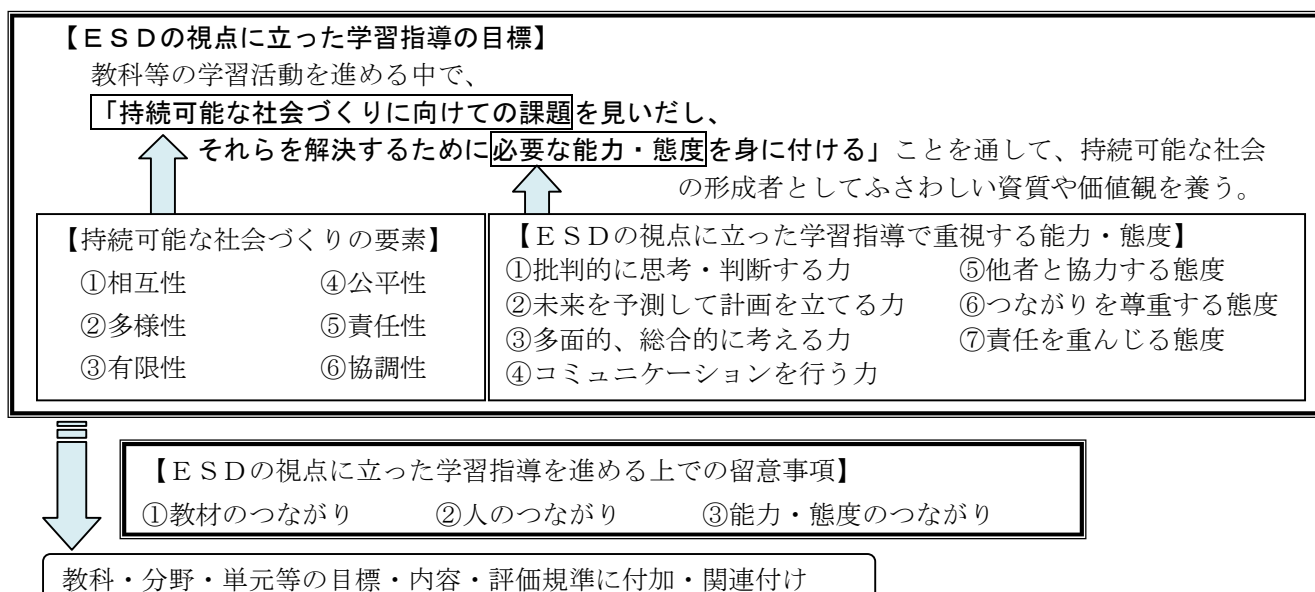 【ＥＳＤの視点に立った学習指導の目標】
教科等の学習活動を進める中で、
「持続可能な社会づくりに向けての課題を見いだし、
それらを解決するために必要な能力・態度を身に付ける」ことを通して、持続可能な社会
の形成者としてふさわしい資質や価値観を養う。
【持続可能な社会づくりの要素】
①相互性 ④公平性
②多様性 ⑤責任性
③有限性 ⑥協調性
【ＥＳＤの視点に立った学習指導で重視する能力・態度】
①批判的に思考・判断する力 ⑤他者と協力する態度
②未来を予測して計画を立てる力 ⑥つながりを尊重する態度
③多面的、総合的に考える力 ⑦責任を重んじる態度
④コミュニケーションを行う力
【ＥＳＤの視点に立った学習指導を進める上での留意事項】
①教材のつながり ②人のつながり ③能力・態度のつながり
教科・分野・単元等の目標・内容・評価規準に付加・関連付け